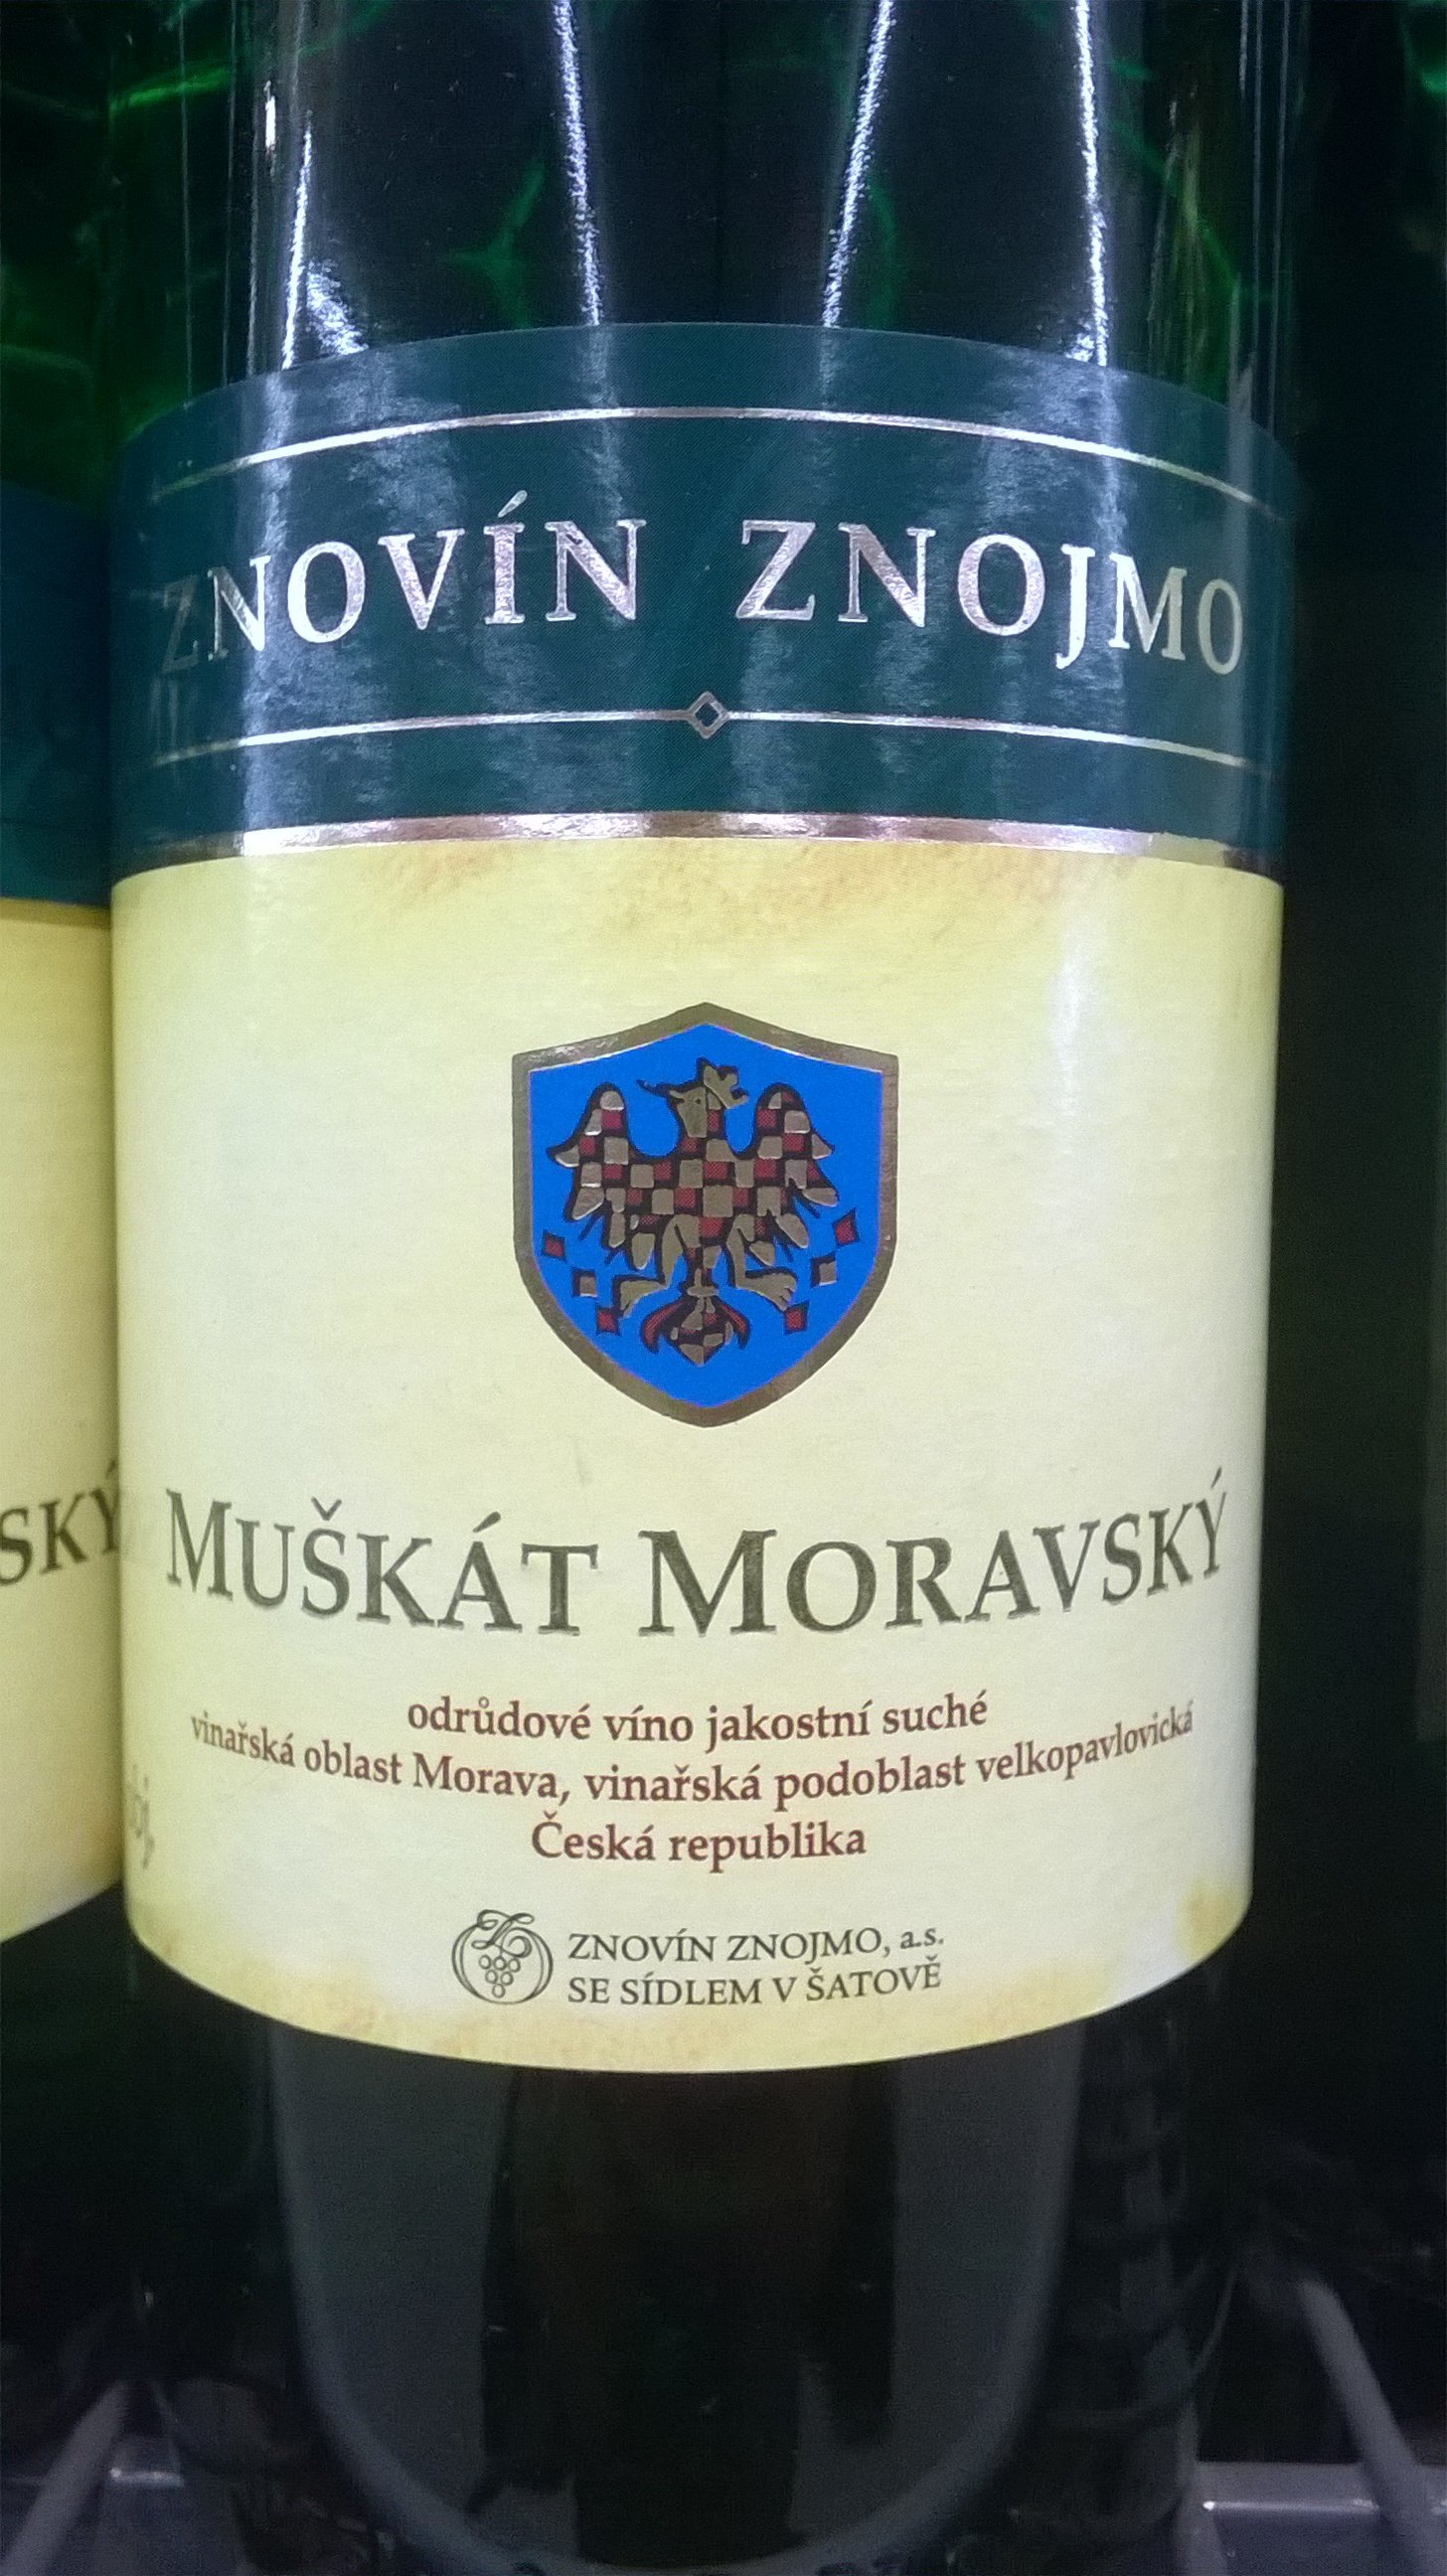 ZNOVÍN ZNOJMO
MUŠKÁT MORAVSKÝ
odrůdové víno jakostní suché
vinařská oblast Morava, vinařská podoblast velkopavlovická
Česká republika
ZNOVÍN ZNOJMO, a.s.
SE SÍDLEM V ŠATOVĚ
SKÝ